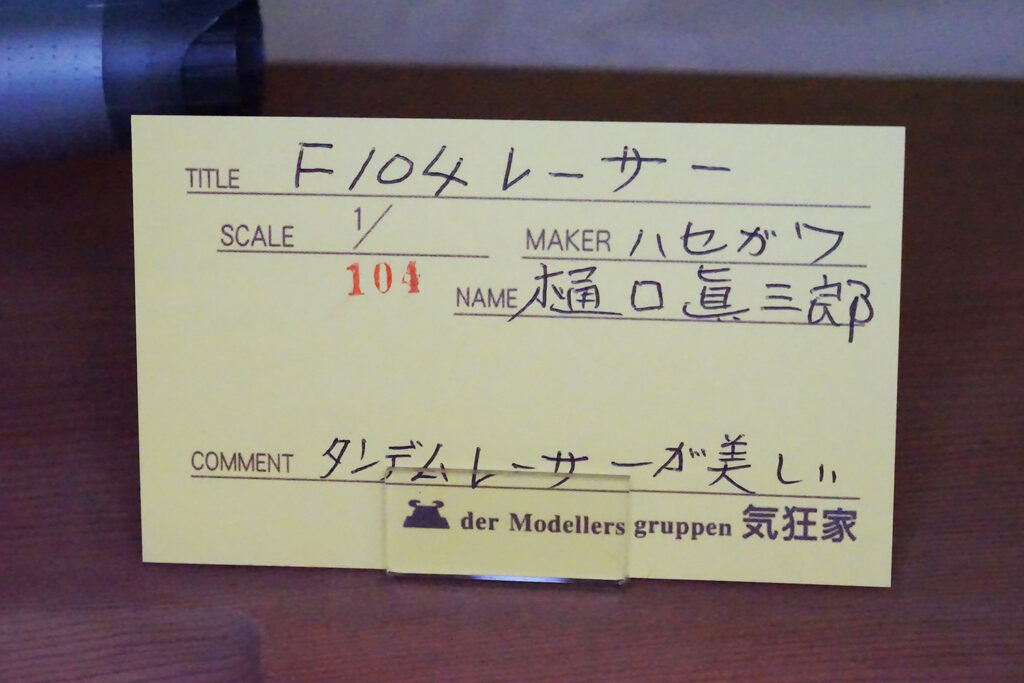 TITLE F104レーサー
SCALE 1/
MAKER ハセガワ
104
NAME 樋口眞三郎
COMMENT タンデムレーサーが美しい
der Modellers gruppen 気狂家